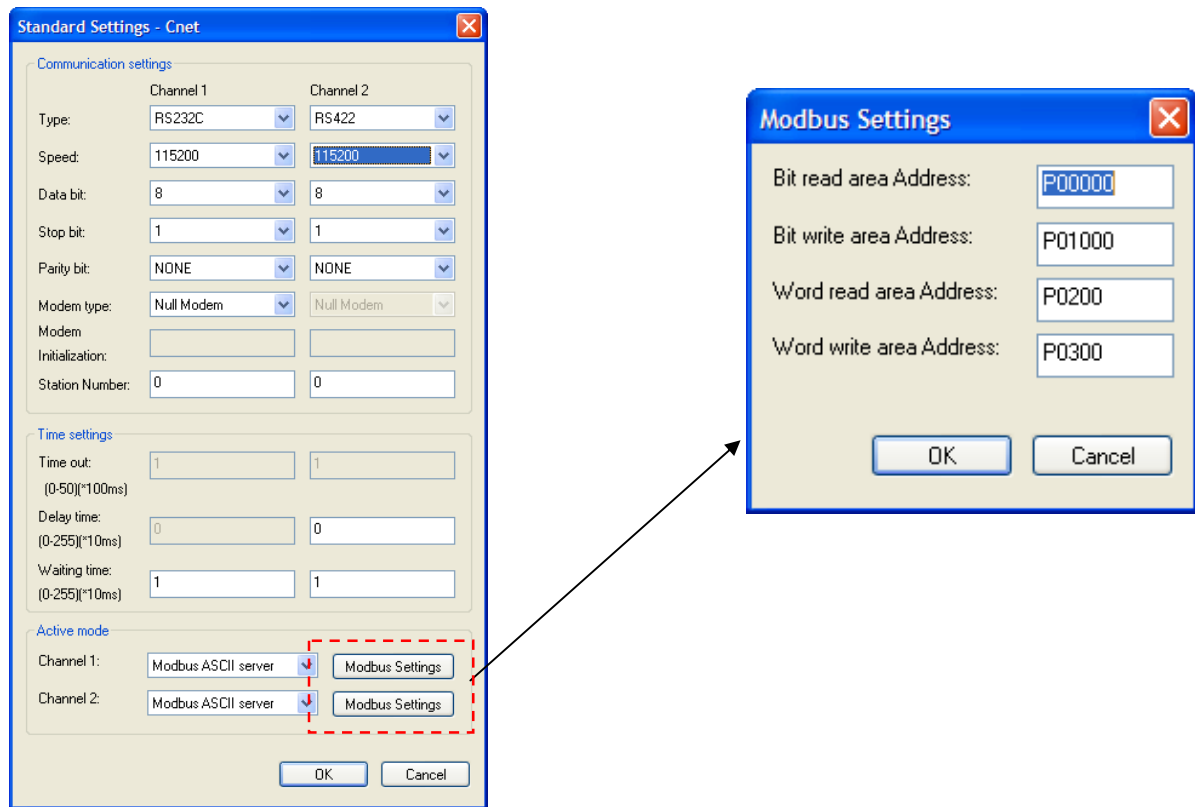 Standard Settings - Cnet
Communication settings
Channel 1 Channel 2
Type: RS232C RS422
Speed: 115200 115200
Data bit: 8 8
Stop bit: 1 1
Parity bit: NONE NONE
Modem type: Null Modem Null Modem
Modem
Initialization:
Station Number: 0 0
Time settings
Time out: 1 1
(0-50)(*100ms)
Delay time: 0 0
(0-255)(*10ms)
Waiting time: 1 1
(0-255)(*10ms)
Active mode
Channel 1: Modbus ASCII server Modbus Settings
Channel 2: Modbus ASCII server Modbus Settings
OK Cancel
Modbus Settings
Bit read area Address: P00000
Bit write area Address: P01000
Word read area Address: P0200
Word write area Address: P0300
OK Cancel